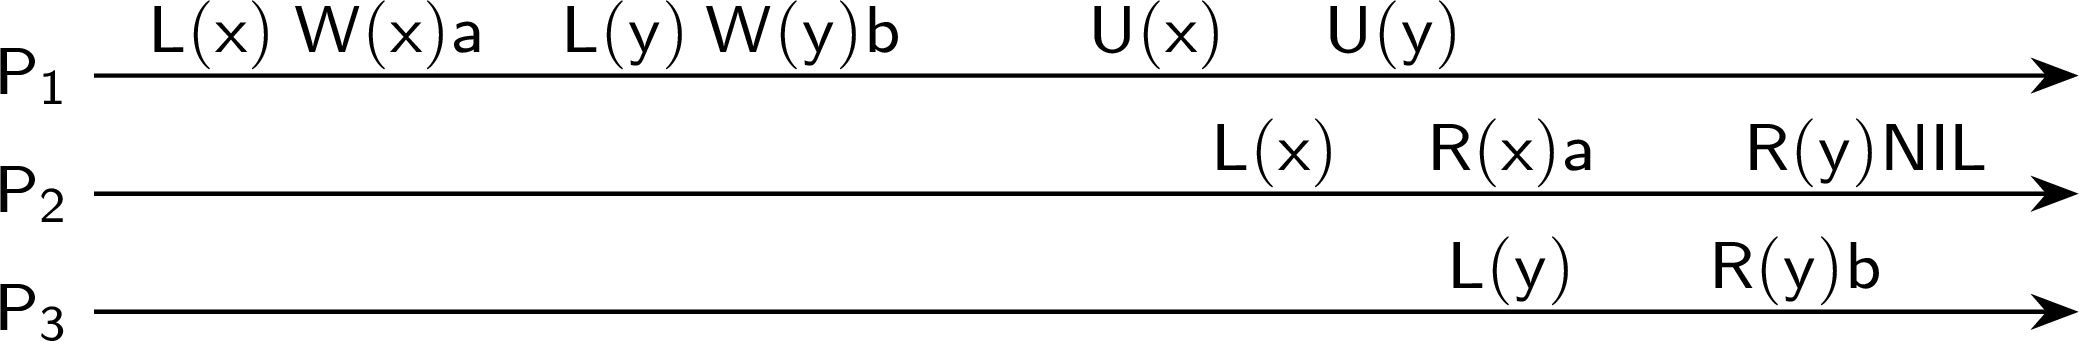 P₁ L(x) W(x)a L(y) W(y)b U(x) U(y)
P₂ L(x) R(x)a R(y)NIL
P₃ L(y) R(y)b